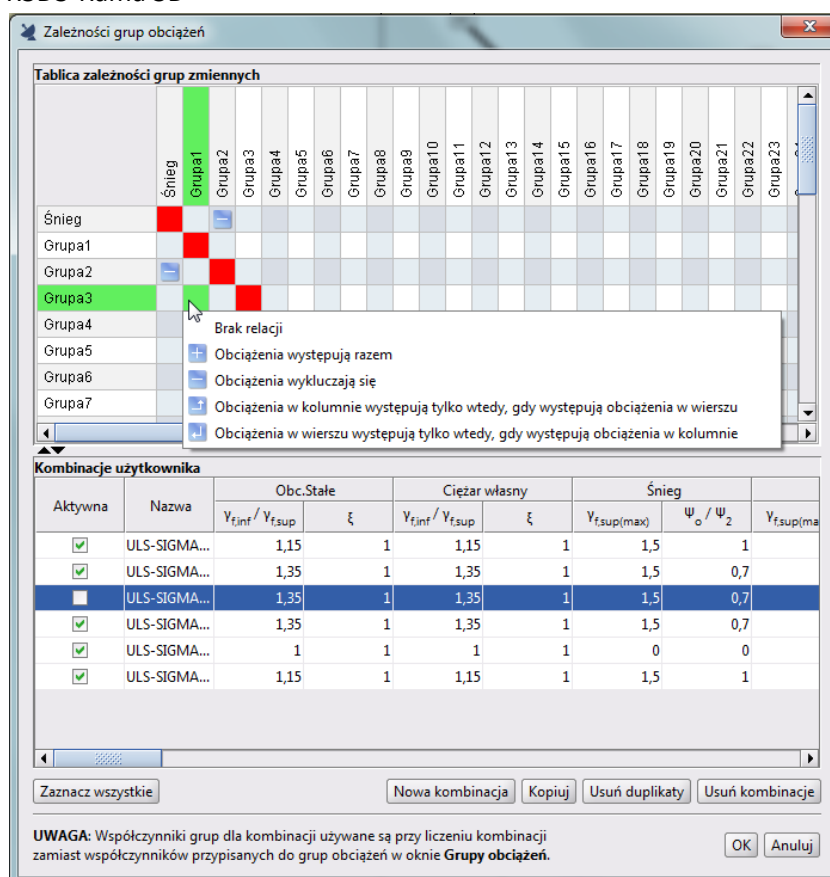 Zależności grup obciążeń
Tablica zależności grup zmiennych
Śnieg Grupa1 Grupa2 Grupa3 Grupa4 Grupa5 Grupa6 Grupa7 Grupa8 Grupa9 Grupa10 Grupa11 Grupa12 Grupa13 Grupa14 Grupa15 Grupa16 Grupa17 Grupa18 Grupa19 Grupa20 Grupa21 Grupa22 Grupa23
Śnieg
Grupa1
Grupa2
Grupa3
Grupa4
Grupa5
Grupa6
Grupa7
Brak relacji
Obciążenia występują razem
Obciążenia wykluczają się
Obciążenia w kolumnie występują tylko wtedy, gdy występują obciążenia w wierszu
Obciążenia w wierszu występują tylko wtedy, gdy występują obciążenia w kolumnie
Kombinacje użytkownika
Aktywna Nazwa Obc.Stałe Ciężar własny Śnieg
γf,inf / γf,sup ξ γf,inf / γf,sup ξ γf,sup(max) Ψo / Ψ2 γf,sup(ma
ULS-SIGMA... 1,15 1 1,15 1 1,5 1
ULS-SIGMA... 1,35 1 1,35 1 1,5 0,7
ULS-SIGMA... 1,35 1 1,35 1 1,5 0,7
ULS-SIGMA... 1,35 1 1,35 1 1,5 0,7
ULS-SIGMA... 1 1 1 1 0 0
ULS-SIGMA... 1,15 1 1,15 1 1,5 1
Zaznacz wszystkie Nowa kombinacja Kopiuj Usuń duplikaty Usuń kombinacje
UWAGA: Współczynniki grup dla kombinacji używane są przy liczeniu kombinacji
zamiast współczynników przypisanych do grup obciążeń w oknie Grupy obciążeń.
OK Anuluj